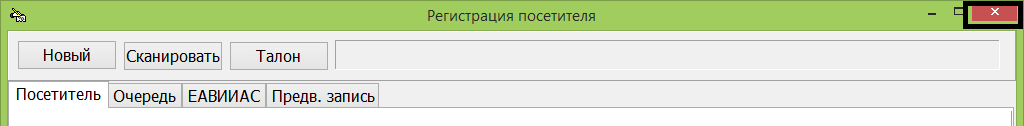 Регистрация посетителя
Новый Сканировать Талон
Посетитель Очередь ЕАВИИАС Предв. запись